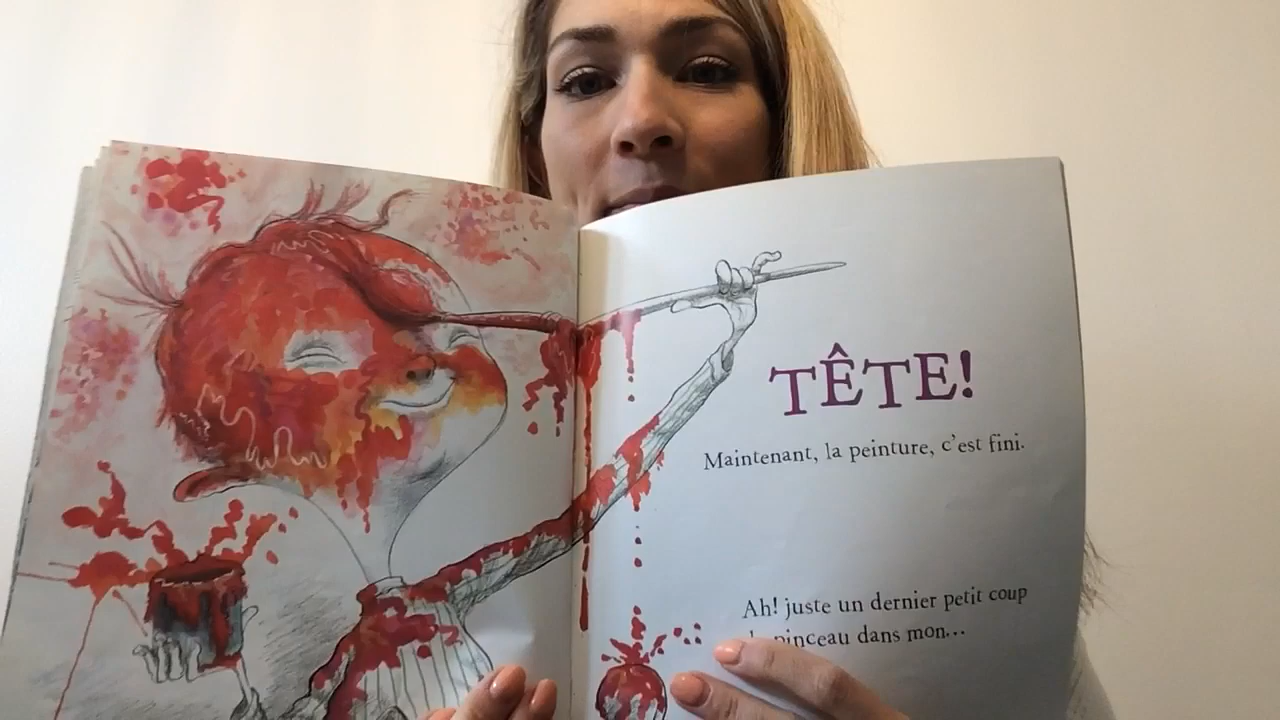 TÊTE!
Maintenant, la peinture, c'est fini.
Ah! juste un dernier petit coup
pinceau dans mon...